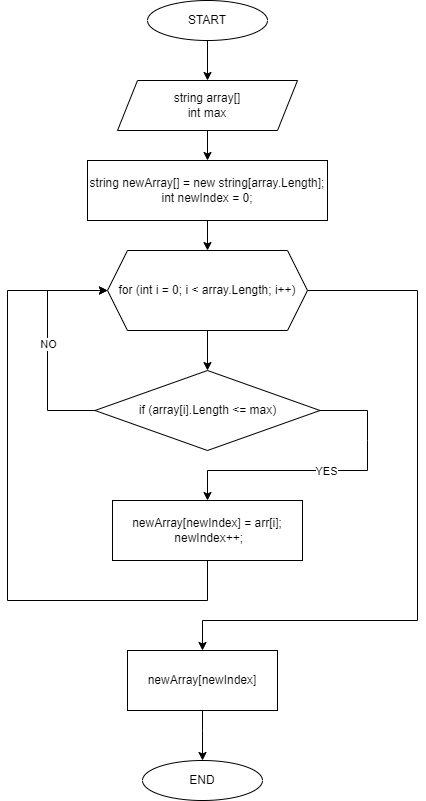 START
string array[]
int max
string newArray[] = new string[array.Length];
int newIndex = 0;
for (int i = 0; i < array.Length; i++)
NO
if (array[i].Length <= max)
YES
newArray[newIndex] = arr[i];
newIndex++;
newArray[newIndex]
END